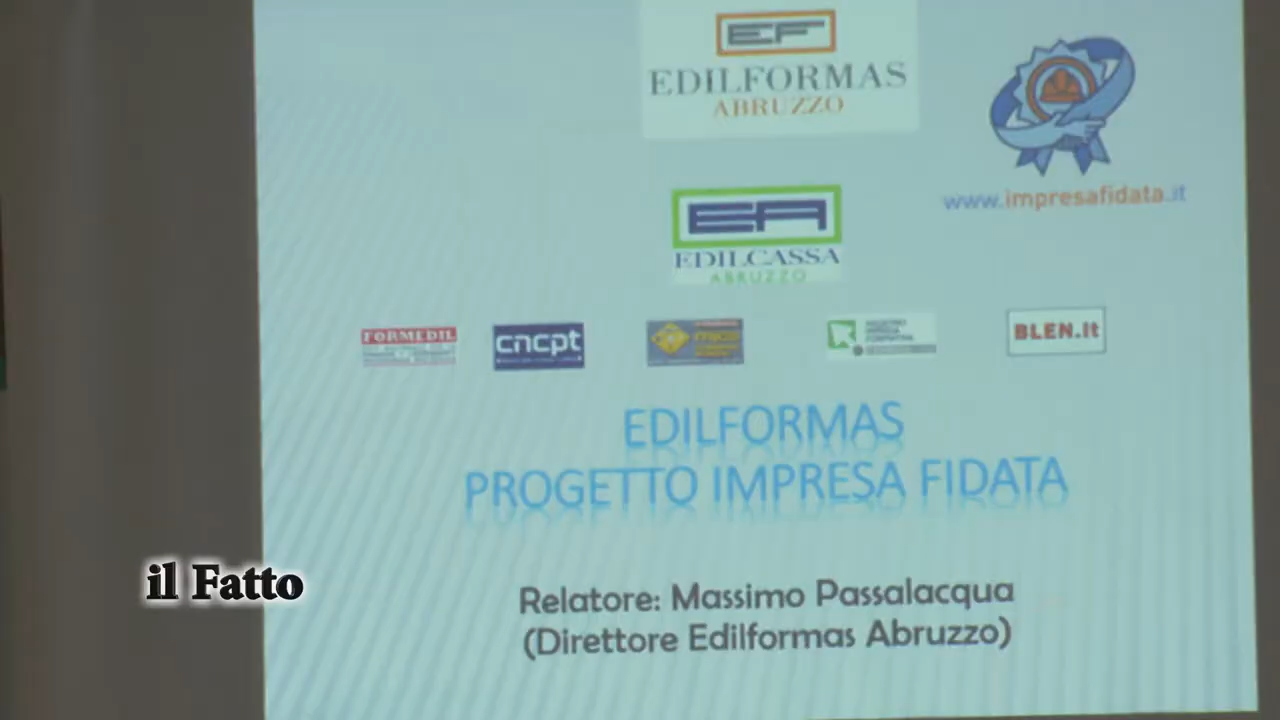 EF
EDILFORMAS
ABRUZZO
www.impresafidata.it
EA
EDILCASSA
ABRUZZO
FORMEDIL
cncpt
BLEN.it
EDILFORMAS
PROGETTO IMPRESA FIDATA
il Fatto
Relatore: Massimo Passalacqua
(Direttore Edilformas Abruzzo)